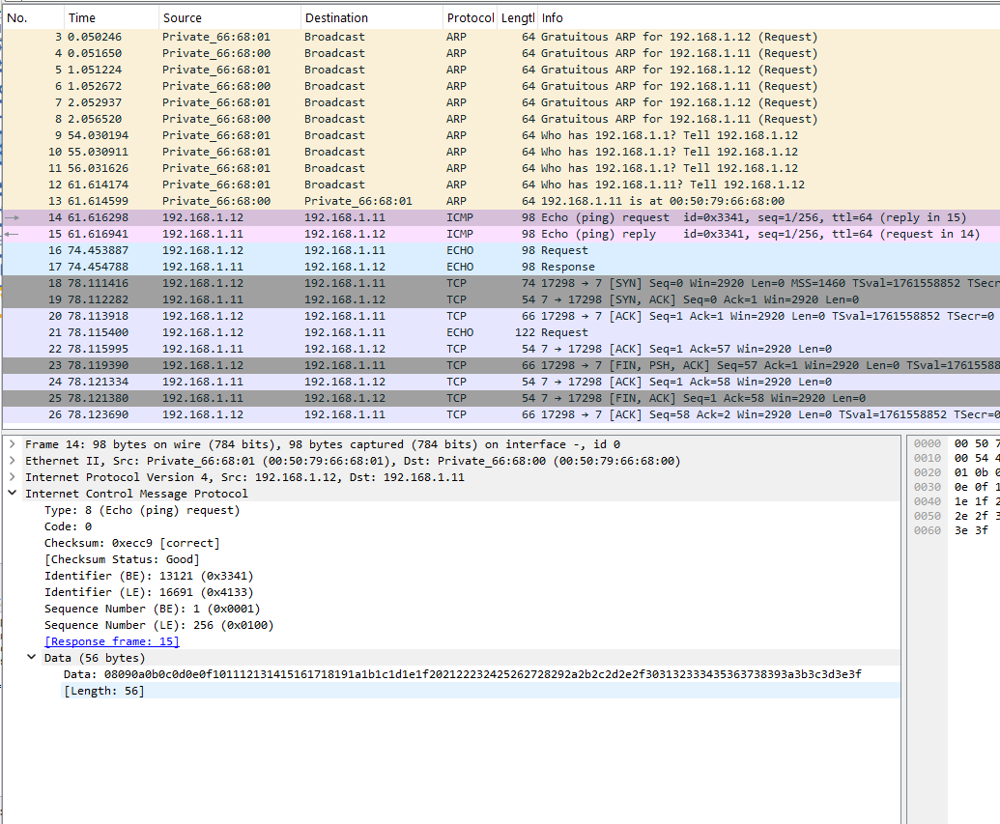 No. Time Source Destination Protocol Lengtl Info
3 0.050246 Private_66:68:01 Broadcast ARP 64 Gratuitous ARP for 192.168.1.12 (Request)
4 0.051650 Private_66:68:00 Broadcast ARP 64 Gratuitous ARP for 192.168.1.11 (Request)
5 1.051224 Private_66:68:01 Broadcast ARP 64 Gratuitous ARP for 192.168.1.12 (Request)
6 1.052672 Private_66:68:00 Broadcast ARP 64 Gratuitous ARP for 192.168.1.11 (Request)
7 2.052937 Private_66:68:01 Broadcast ARP 64 Gratuitous ARP for 192.168.1.12 (Request)
8 2.056520 Private_66:68:00 Broadcast ARP 64 Gratuitous ARP for 192.168.1.11 (Request)
9 54.030194 Private_66:68:01 Broadcast ARP 64 Who has 192.168.1.1? Tell 192.168.1.12
10 55.030911 Private_66:68:01 Broadcast ARP 64 Who has 192.168.1.1? Tell 192.168.1.12
11 56.031626 Private_66:68:01 Broadcast ARP 64 Who has 192.168.1.1? Tell 192.168.1.12
12 61.614174 Private_66:68:01 Broadcast ARP 64 Who has 192.168.1.11? Tell 192.168.1.12
13 61.614599 Private_66:68:00 Private_66:68:01 ARP 64 192.168.1.11 is at 00:50:79:66:68:00
14 61.616298 192.168.1.12 192.168.1.11 ICMP 98 Echo (ping) request id=0x3341, seq=1/256, ttl=64 (reply in 15)
15 61.616941 192.168.1.11 192.168.1.12 ICMP 98 Echo (ping) reply id=0x3341, seq=1/256, ttl=64 (request in 14)
16 74.453887 192.168.1.12 192.168.1.11 ECHO 98 Request
17 74.454788 192.168.1.11 192.168.1.12 ECHO 98 Response
18 78.111416 192.168.1.12 192.168.1.11 TCP 74 17298 → 7 [SYN] Seq=0 Win=2920 Len=0 MSS=1460 TSval=1761558852 TSecr
19 78.112282 192.168.1.11 192.168.1.12 TCP 54 7 → 17298 [SYN, ACK] Seq=0 Ack=1 Win=2920 Len=0
20 78.113918 192.168.1.12 192.168.1.11 TCP 66 17298 → 7 [ACK] Seq=1 Ack=1 Win=2920 Len=0 TSval=1761558852 TSecr=0
21 78.115400 192.168.1.12 192.168.1.11 ECHO 122 Request
22 78.115995 192.168.1.11 192.168.1.12 TCP 54 7 → 17298 [ACK] Seq=1 Ack=57 Win=2920 Len=0
23 78.119390 192.168.1.12 192.168.1.11 TCP 66 17298 → 7 [FIN, PSH, ACK] Seq=57 Ack=1 Win=2920 Len=0 TSval=1761558
24 78.121334 192.168.1.11 192.168.1.12 TCP 54 7 → 17298 [ACK] Seq=1 Ack=58 Win=2920 Len=0
25 78.121380 192.168.1.11 192.168.1.12 TCP 54 7 → 17298 [FIN, ACK] Seq=1 Ack=58 Win=2920 Len=0
26 78.123690 192.168.1.12 192.168.1.11 TCP 66 17298 → 7 [ACK] Seq=58 Ack=2 Win=2920 Len=0 TSval=1761558852 TSecr=
Frame 14: 98 bytes on wire (784 bits), 98 bytes captured (784 bits) on interface -, id 0
Ethernet II, Src: Private_66:68:01 (00:50:79:66:68:01), Dst: Private_66:68:00 (00:50:79:66:68:00)
Internet Protocol Version 4, Src: 192.168.1.12, Dst: 192.168.1.11
Internet Control Message Protocol
Type: 8 (Echo (ping) request)
Code: 0
Checksum: 0xecc9 [correct]
[Checksum Status: Good]
Identifier (BE): 13121 (0x3341)
Identifier (LE): 16691 (0x4133)
Sequence Number (BE): 1 (0x0001)
Sequence Number (LE): 256 (0x0100)
[Response frame: 15]
Data (56 bytes)
Data: 08090a0b0c0d0e0f101112131415161718191a1b1c1d1e1f202122232425262728292a2b2c2d2e2f303132333435363738393a3b3c3d3e3f
[Length: 56]
0000 00 50 7
0010 00 54 4
0020 01 0b 0
0030 0e 0f 1
0040 1e 1f 2
0050 2e 2f 3
0060 3e 3f